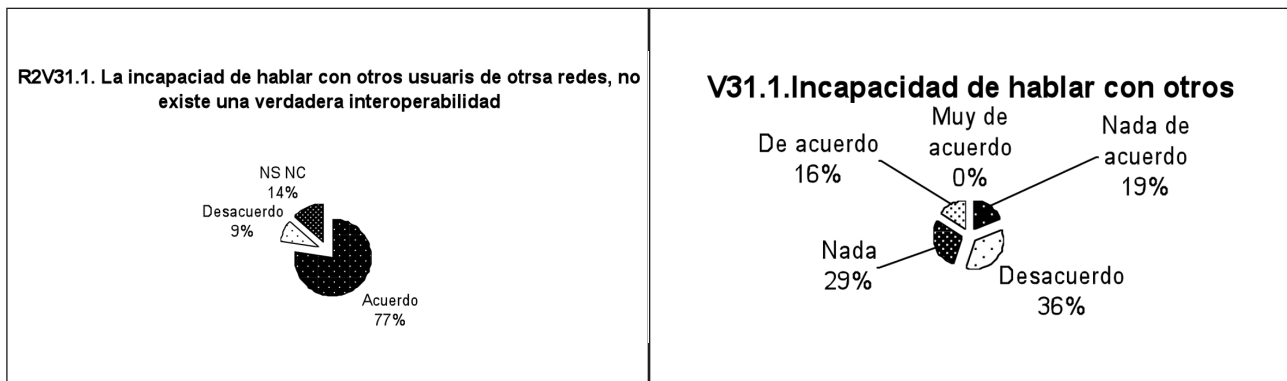 R2V31.1. La incapaciad de hablar con otros usuaris de otrsa redes, no
existe una verdadera interoperabilidad
NS NC
14%
Desacuerdo
9%
Acuerdo
77%
V31.1.Incapacidad de hablar con otros
Muy de
acuerdo
0%
De acuerdo
16%
Nada de
acuerdo
19%
Nada
29%
Desacuerdo
36%